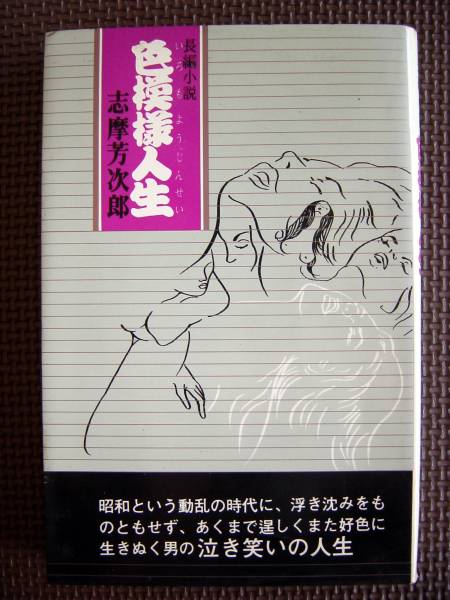 長編小説
色模様人生
いろもよう・じんせい
志摩芳次郎
昭和という動乱の時代に、浮き沈みをも
のともせず、あくまで逞しくまた好色に
生きぬく男の泣き笑いの人生